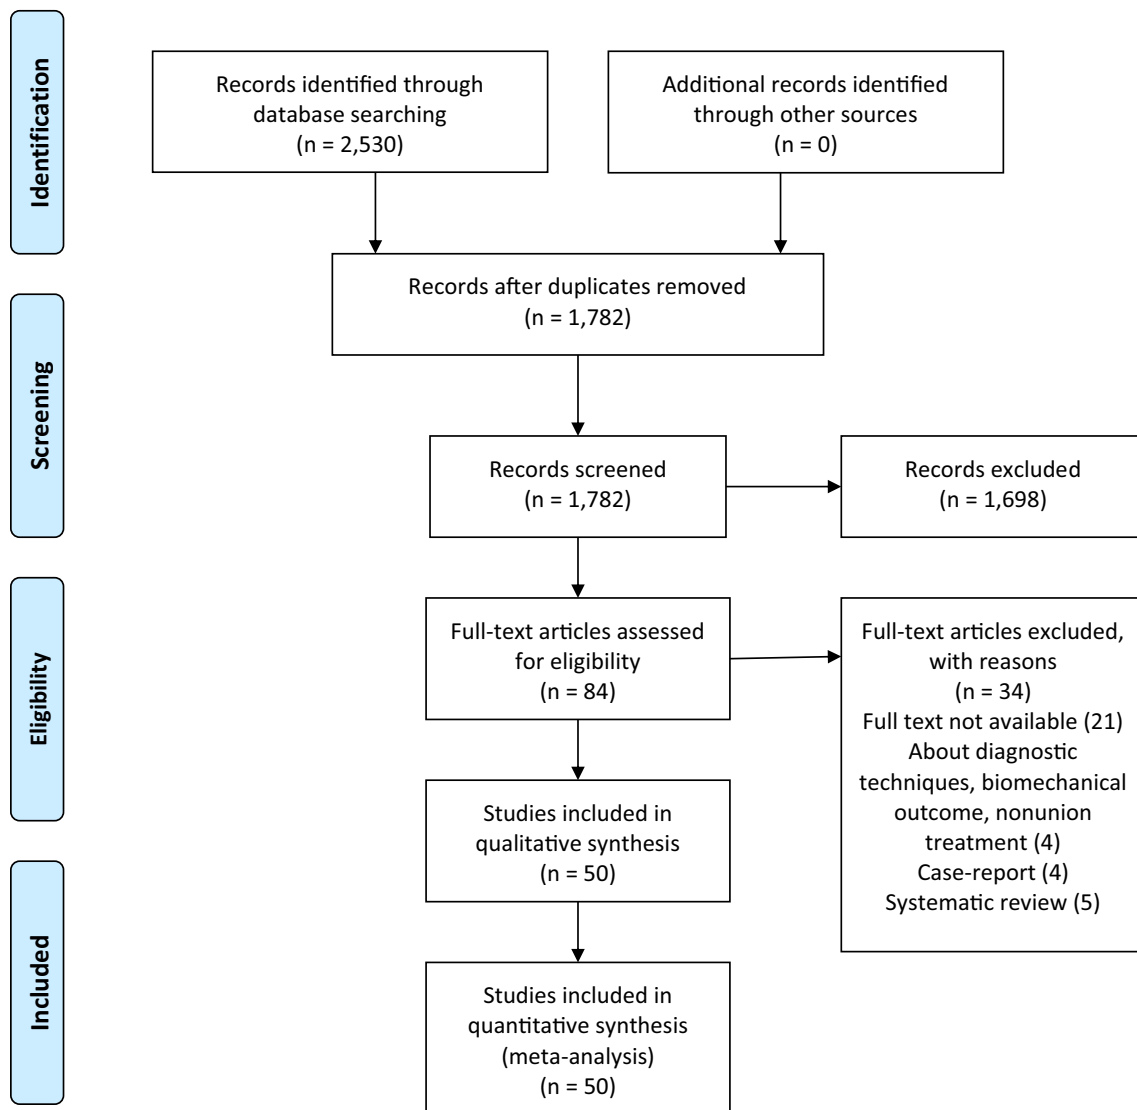 Identification
Records identified through
database searching
(n = 2,530)
Additional records identified
through other sources
(n = 0)
Records after duplicates removed
(n = 1,782)
Screening
Records screened
(n = 1,782)
Records excluded
(n = 1,698)
Eligibility
Full-text articles assessed
for eligibility
(n = 84)
Full-text articles excluded,
with reasons
(n = 34)
Full text not available (21)
About diagnostic
techniques, biomechanical
outcome, nonunion
treatment (4)
Case-report (4)
Systematic review (5)
Studies included in
qualitative synthesis
(n = 50)
Included
Studies included in
quantitative synthesis
(meta-analysis)
(n = 50)